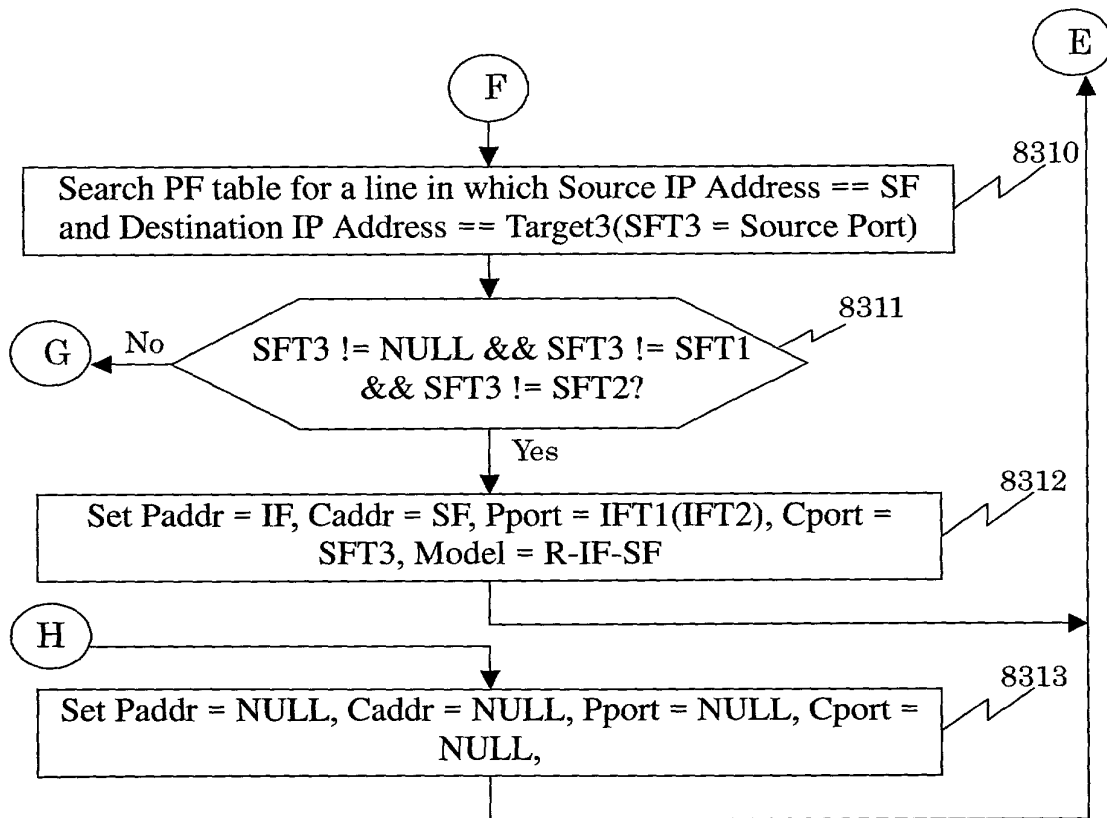 E
F
8310
Search PF table for a line in which Source IP Address == SF
and Destination IP Address == Target3(SFT3 = Source Port)
8311
G
No
SFT3 != NULL && SFT3 != SFT1
&& SFT3 != SFT2?
Yes
8312
Set Paddr = IF, Caddr = SF, Pport = IFT1(IFT2), Cport =
SFT3, Model = R-IF-SF
H
8313
Set Paddr = NULL, Caddr = NULL, Pport = NULL, Cport =
NULL,